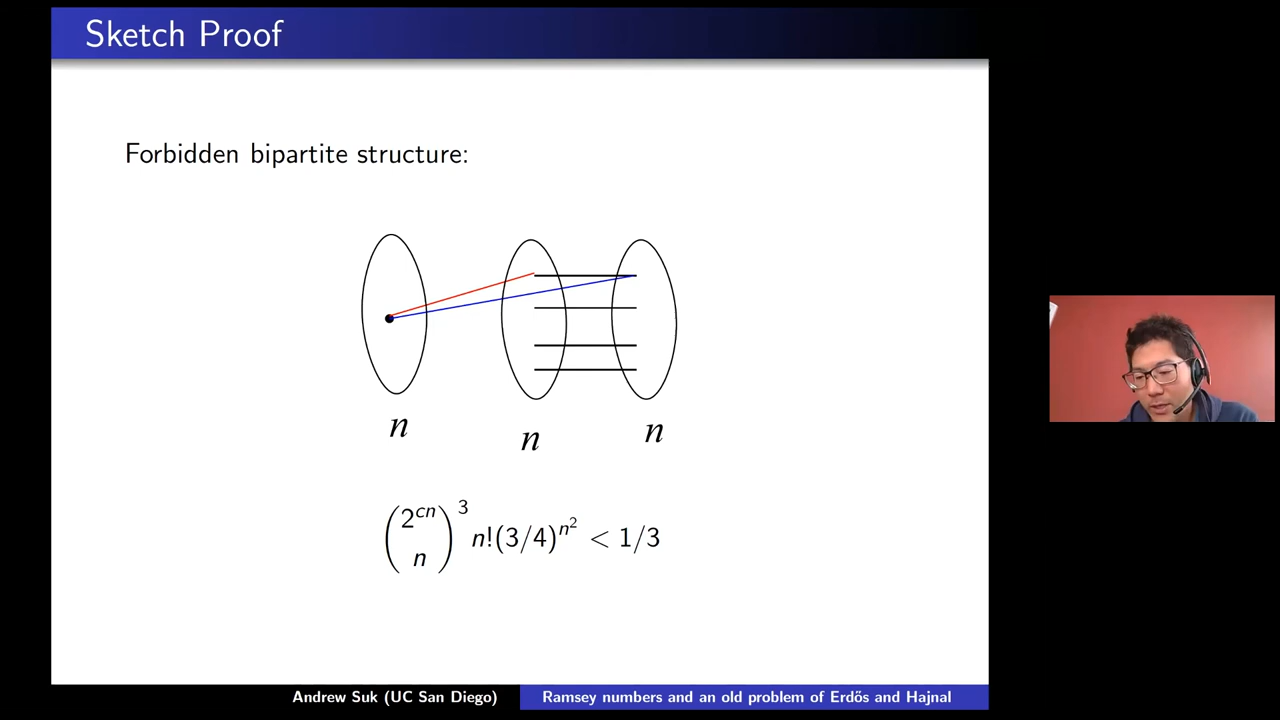 Sketch Proof
Forbidden bipartite structure:
n n n
$\binom{2^{cn}}{n}^3 n!(3/4)^{n^2} < 1/3$
Andrew Suk (UC San Diego) Ramsey numbers and an old problem of Erdős and Hajnal